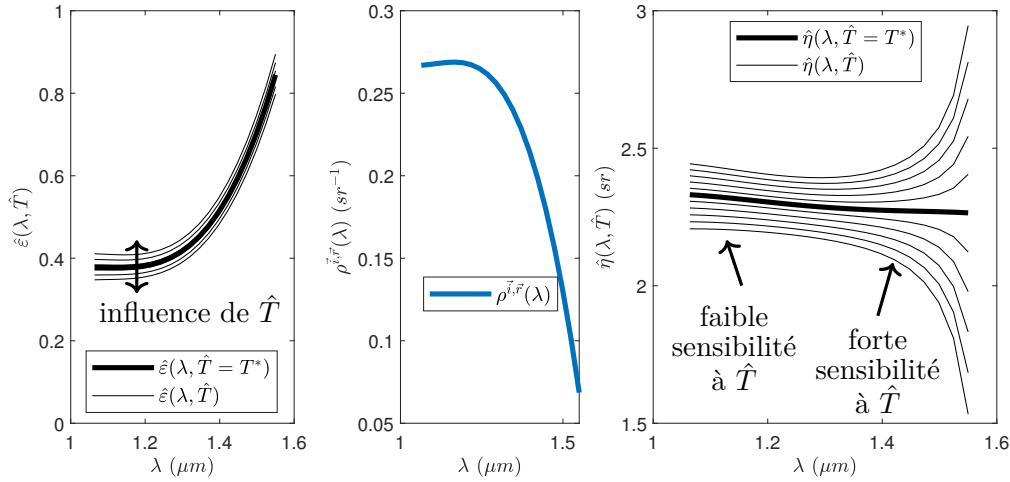 1
0.8
0.6
0.4
0.2
0
1
1.2
1.4
1.6
λ (μm)
ε̂(λ, T̂)
influence de T̂
ε̂(λ, T̂ = T*)
ε̂(λ, T̂)
0.3
0.25
0.2
0.15
0.1
0.05
1
1.5
λ (μm)
ρ^{i⃗,r⃗}(λ) (sr⁻¹)
ρ^{i⃗,r⃗}(λ)
3
2.5
2
1.5
1
1.2
1.4
1.6
λ (μm)
η̂(λ, T̂) (sr)
η̂(λ, T̂ = T*)
η̂(λ, T̂)
faible
sensibilité
à T̂
forte
sensibilité
à T̂